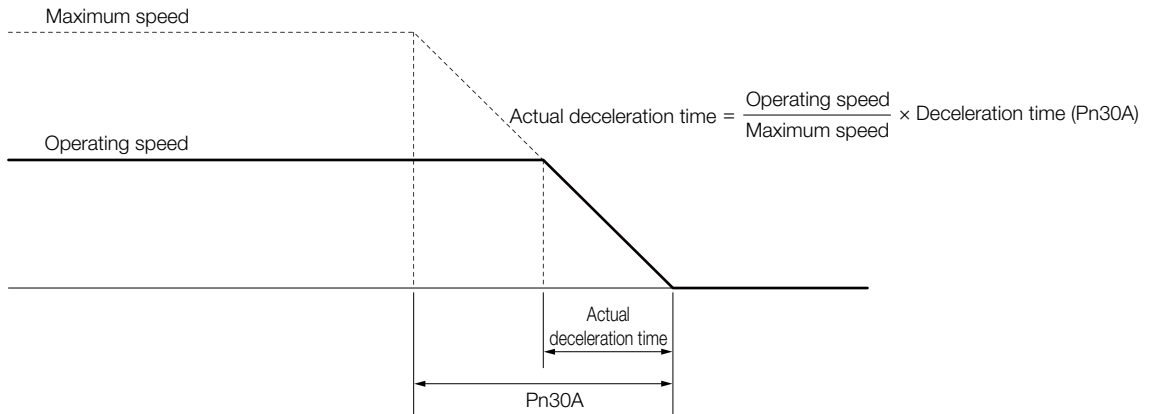 Maximum speed
Actual deceleration time = Operating speed / Maximum speed × Deceleration time (Pn30A)
Operating speed
Actual
deceleration time
Pn30A